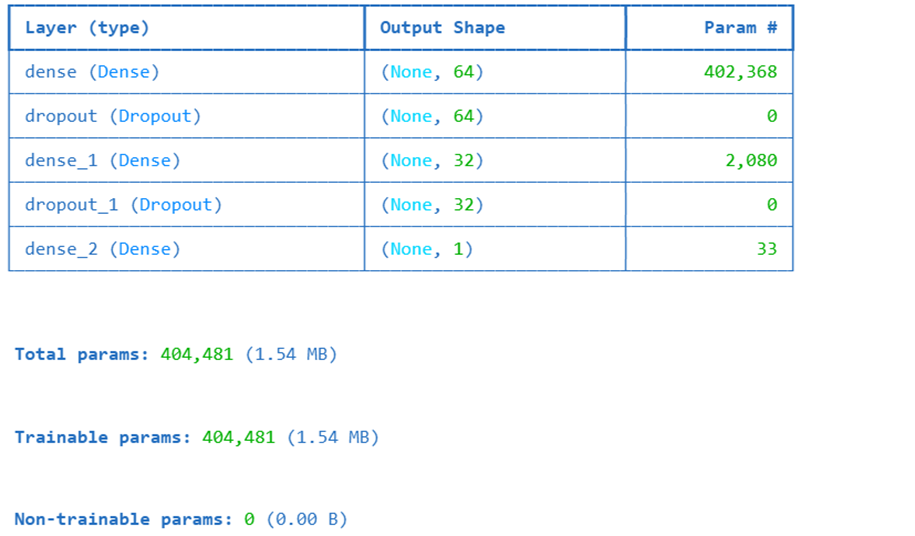 Layer (type) Output Shape Param #
dense (Dense) (None, 64) 402,368
dropout (Dropout) (None, 64) 0
dense_1 (Dense) (None, 32) 2,080
dropout_1 (Dropout) (None, 32) 0
dense_2 (Dense) (None, 1) 33
Total params: 404,481 (1.54 MB)
Trainable params: 404,481 (1.54 MB)
Non-trainable params: 0 (0.00 B)